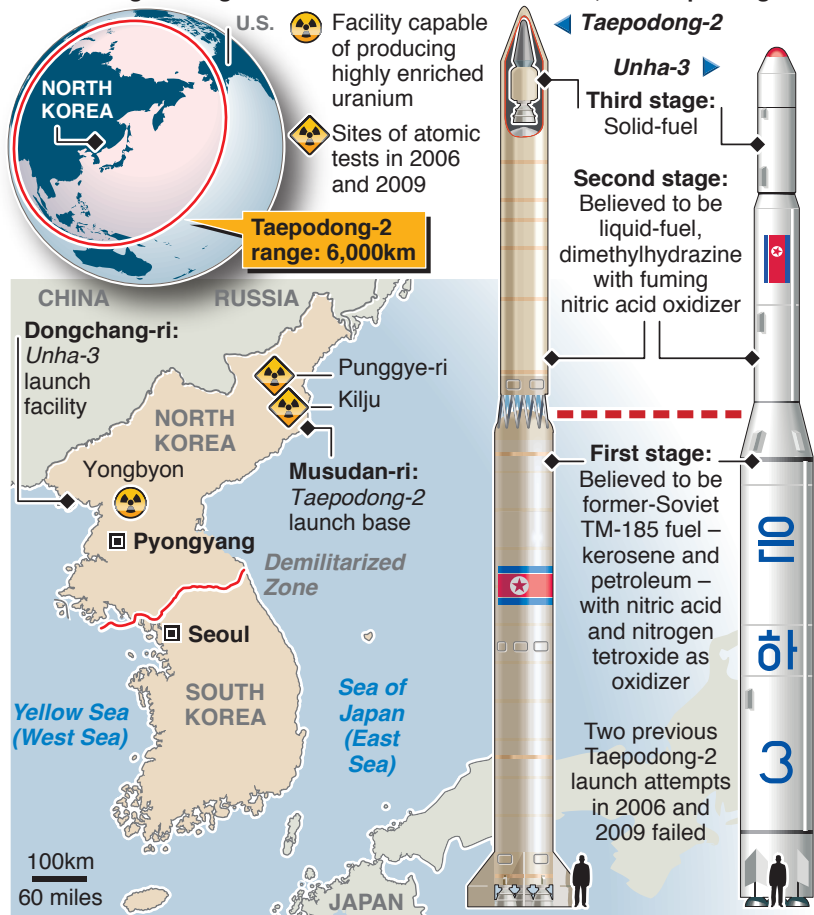 U.S.
NORTH
KOREA
Facility capable
of producing
highly enriched
uranium
Sites of atomic
tests in 2006
and 2009
Taepodong-2
range: 6,000km
Taepodong-2
Unha-3
Third stage:
Solid-fuel
Second stage:
Believed to be
liquid-fuel,
dimethylhydrazine
with fuming
nitric acid oxidizer
First stage:
Believed to be
former-Soviet
TM-185 fuel –
kerosene and
petroleum –
with nitric acid
and nitrogen
tetroxide as
oxidizer
Two previous
Taepodong-2
launch attempts
in 2006 and
2009 failed
은
하
3
CHINA
RUSSIA
Dongchang-ri:
Unha-3
launch
facility
Punggye-ri
Kilju
NORTH
KOREA
Musudan-ri:
Taepodong-2
launch base
Yongbyon
Pyongyang
Demilitarized
Zone
Seoul
SOUTH
KOREA
Yellow Sea
(West Sea)
Sea of
Japan
(East
Sea)
100km
60 miles
JAPAN